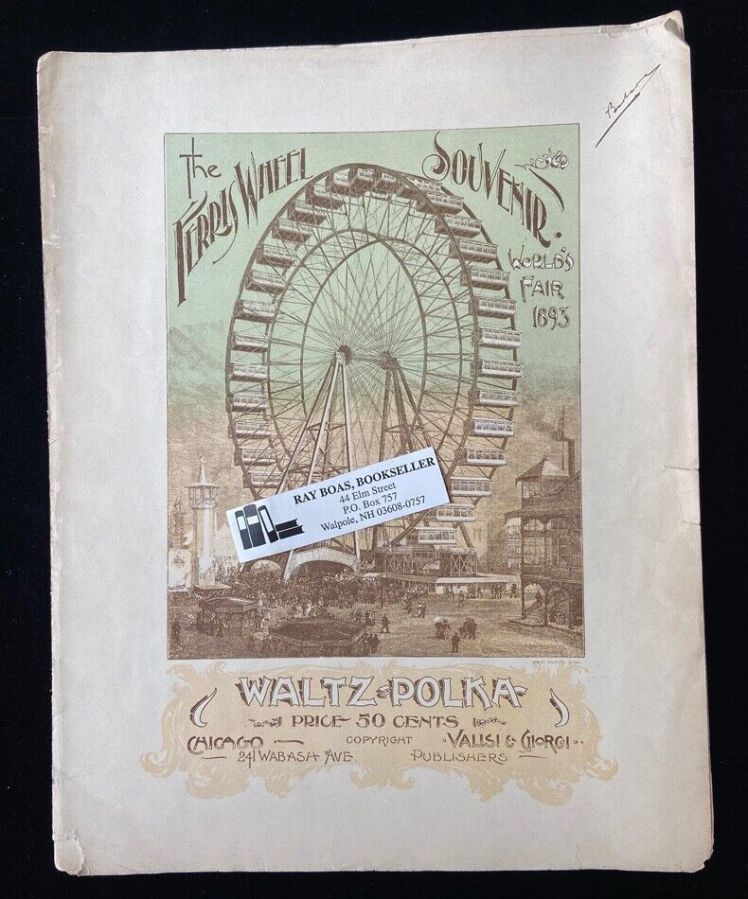 The
FERRIS WHEEL
SOUVENIR.
WORLD'S
FAIR
1893
RAY BOAS, BOOKSELLER
44 Elm Street
P.O. Box 757
Walpole, NH 03608-0757
WALTZ-POLKA
PRICE 50 CENTS
CHICAGO — COPYRIGHT VALISI & GIORGI
241 WABASH AVE. PUBLISHERS